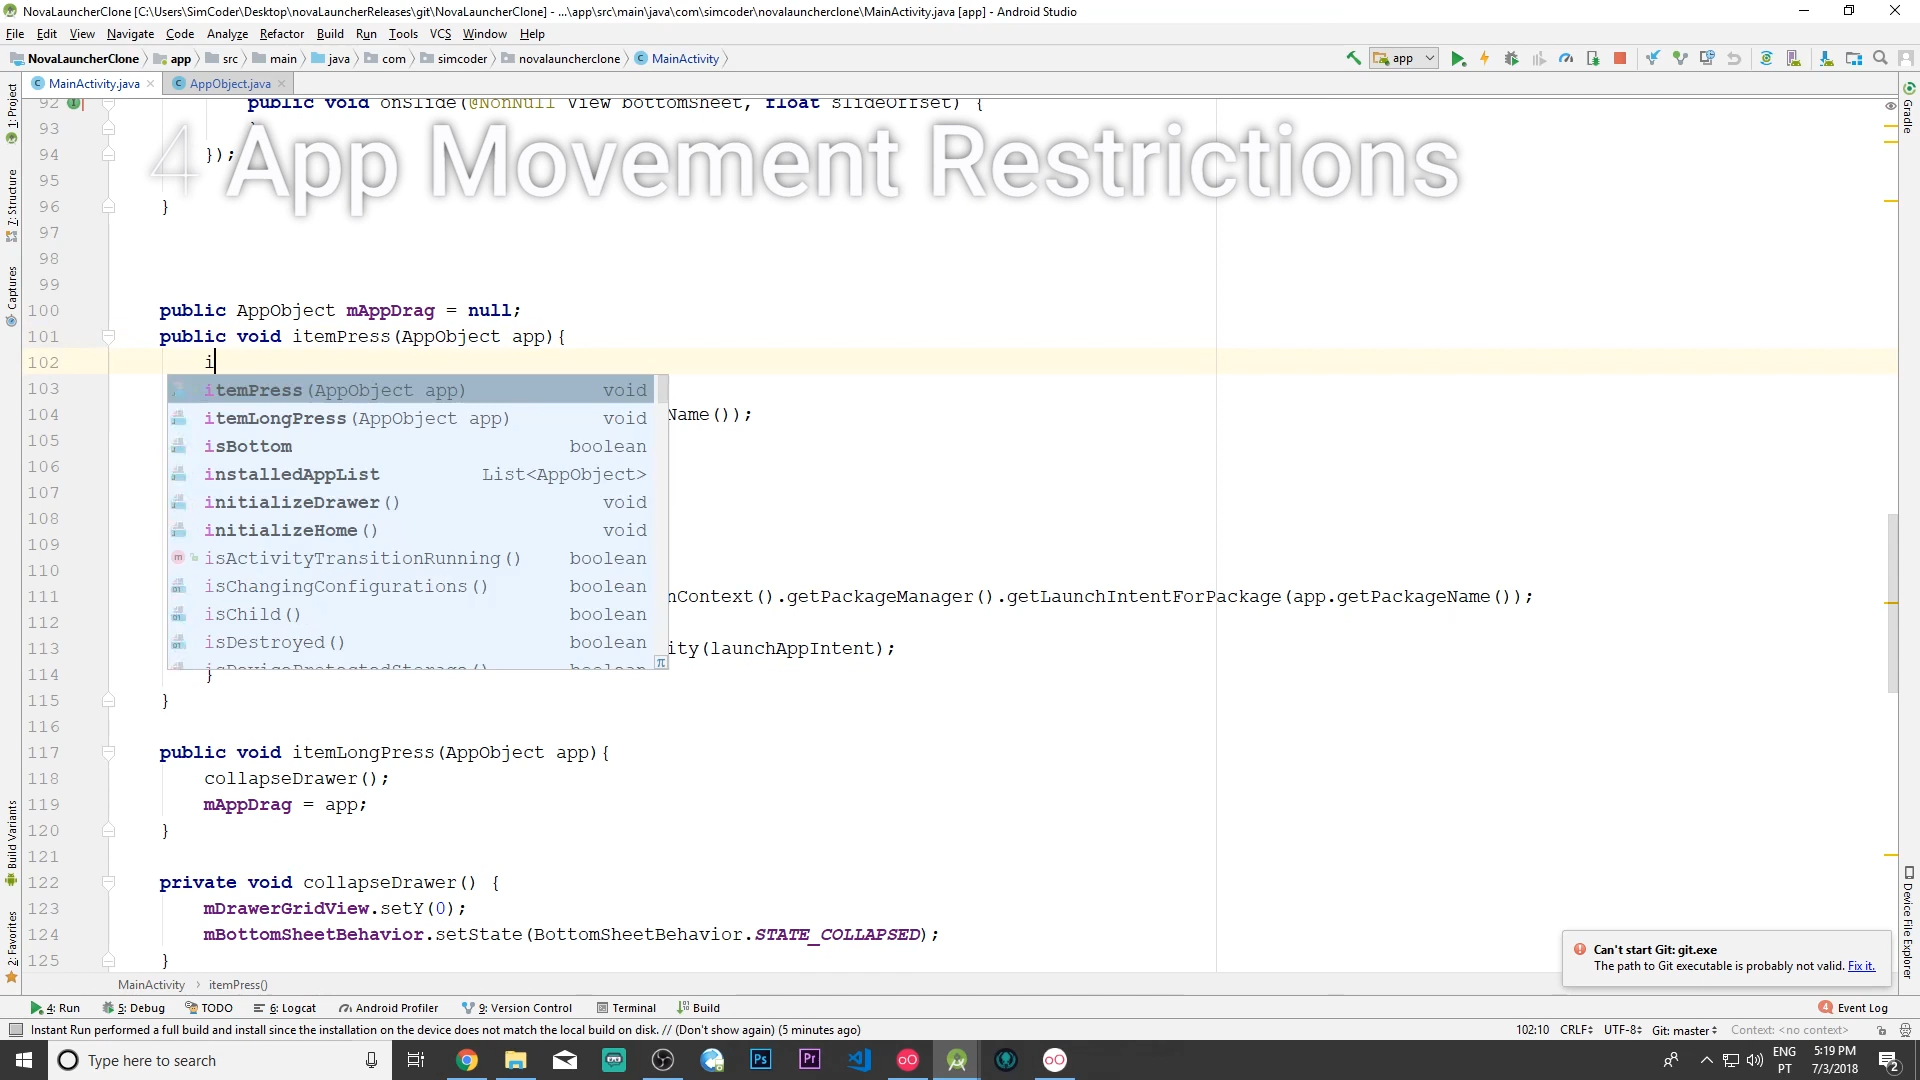 NovaLauncherClone [C:\Users\SimCoder\Desktop\novaLauncherReleases\git\NovaLauncherClone] - ...\app\src\main\java\com\simcoder\novalauncherclone\MainActivity.java [app] - Android Studio
File Edit View Navigate Code Analyze Refactor Build Run Tools VCS Window Help
NovaLauncherClone app src main java com simcoder novalauncherclone MainActivity app
MainActivity.java AppObject.java
1: Project
7: Structure
Captures
Build Variants
2: Favorites
Gradle
Device File Explorer
4 App Movement Restrictions
92 public void onSlide(@NonNull View bottomSheet, float slideOffset) {
93
94 });
95
96 }
97
98
99
100 public AppObject mAppDrag = null;
101 public void itemPress(AppObject app){
102 i
103 itemPress(AppObject app) void
104 itemLongPress(AppObject app) void Name());
105 isBottom boolean
106 installedAppList List<AppObject>
107
108 initializeDrawer() void
109 initializeHome() void
110 isActivityTransitionRunning() boolean
111 isChangingConfigurations() boolean nContext().getPackageManager().getLaunchIntentForPackage(app.getPackageName());
112 isChild() boolean
113 isDestroyed() boolean ity(launchAppIntent);
114 isDeviceProtectedStorage() boolean }
115 }
116
117 public void itemLongPress(AppObject app){
118 collapseDrawer();
119 mAppDrag = app;
120 }
121
122 private void collapseDrawer() {
123 mDrawerGridView.setY(0);
124 mBottomSheetBehavior.setState(BottomSheetBehavior.STATE_COLLAPSED);
125 }
Can't start Git: git.exe
The path to Git executable is probably not valid. Fix it.
MainActivity › itemPress()
4: Run 5: Debug TODO 6: Logcat Android Profiler 9: Version Control Terminal Build 4 Event Log
Instant Run performed a full build and install since the installation on the device does not match the local build on disk. // (Don't show again) (5 minutes ago) 102:10 CRLF UTF-8 Git: master Context: <no context>
Type here to search
Ps
Pr
ENG
PT
5:19 PM
7/3/2018
2